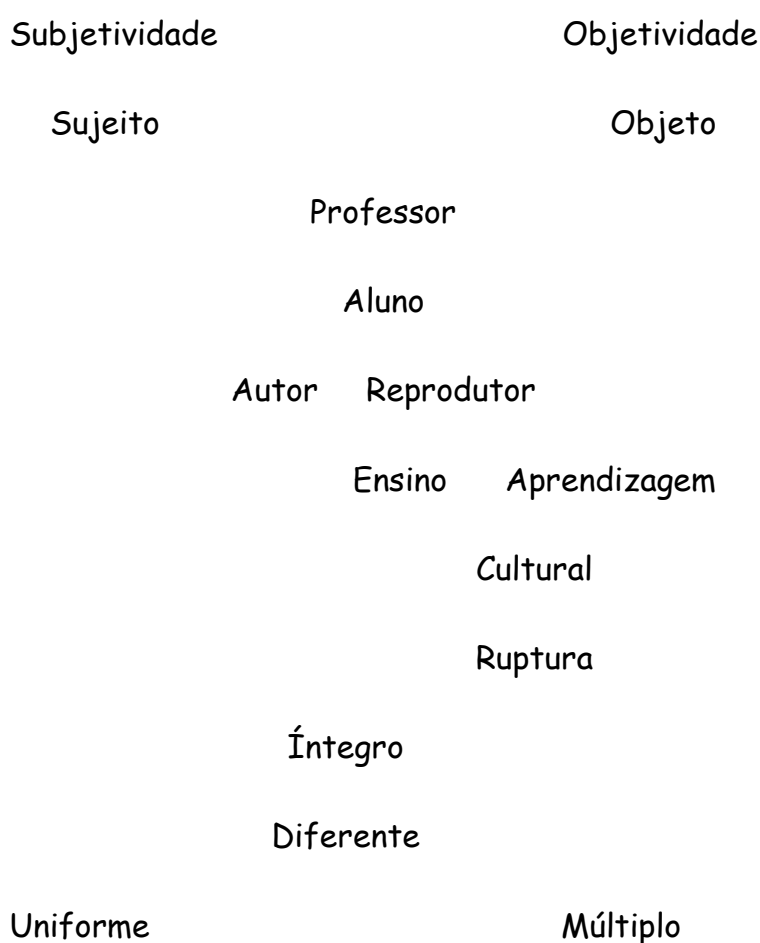 Subjetividade Objetividade
Sujeito Objeto
Professor
Aluno
Autor Reprodutor
Ensino Aprendizagem
Cultural
Ruptura
Íntegro
Diferente
Uniforme Múltiplo